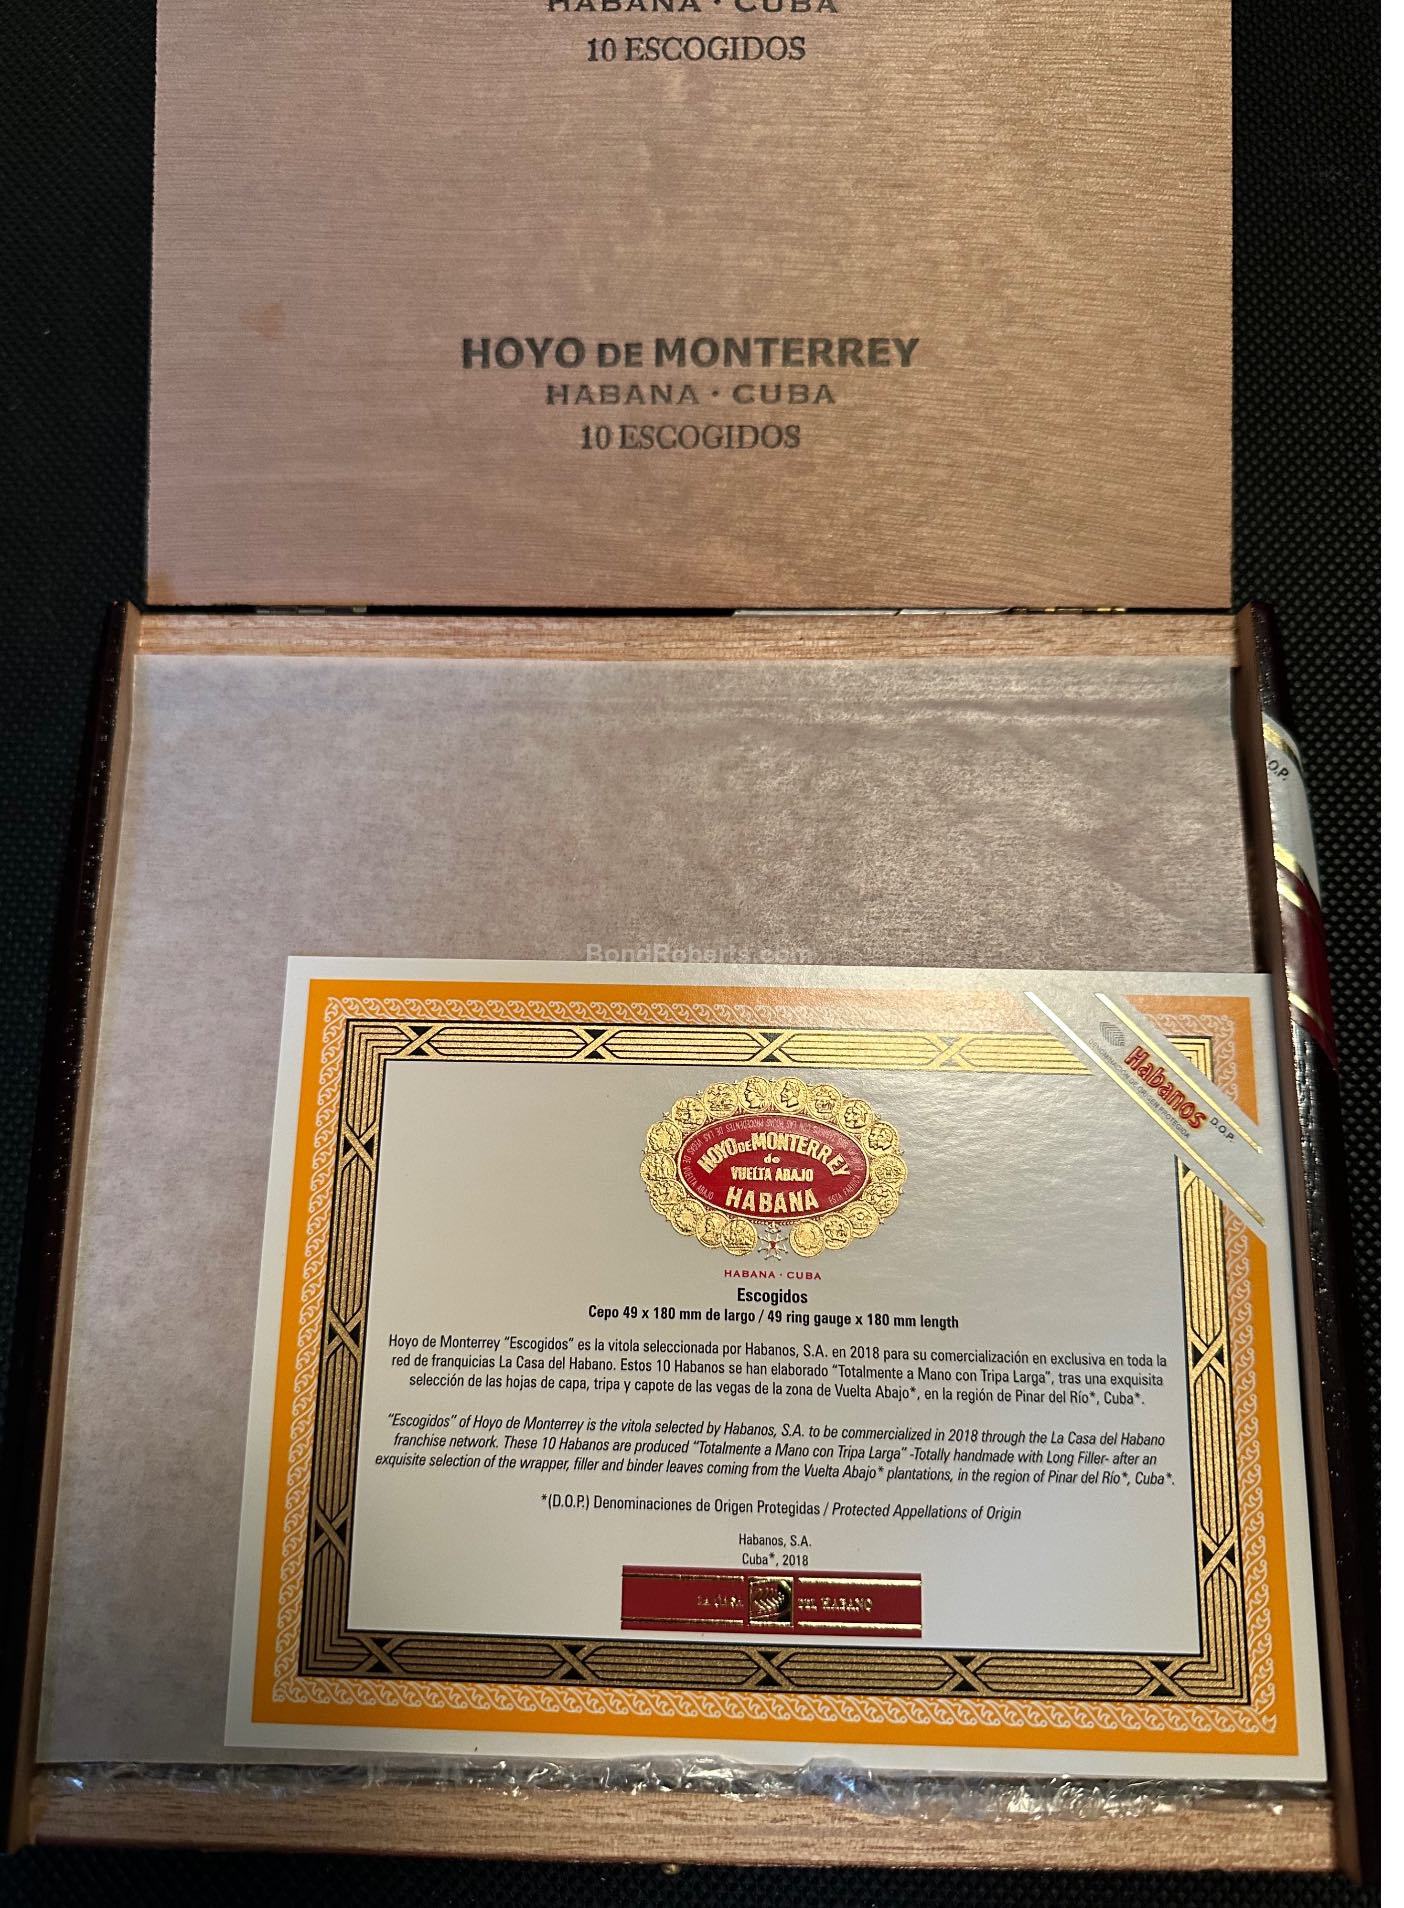 HABANA · CUBA
10 ESCOGIDOS
HOYO DE MONTERREY
HABANA · CUBA
10 ESCOGIDOS
O.P.
BondRoberts.com
Habanos D.O.P.
DENOMINACIÓN DE ORIGEN PROTEGIDA
HOYO DE MONTERREY
de
VUELTA ABAJO
HABANA
HABANA · CUBA
Escogidos
Cepo 49 x 180 mm de largo / 49 ring gauge x 180 mm length
Hoyo de Monterrey "Escogidos" es la vitola seleccionada por Habanos, S.A. en 2018 para su comercialización en exclusiva en toda la
red de franquicias La Casa del Habano. Estos 10 Habanos se han elaborado "Totalmente a Mano con Tripa Larga", tras una exquisita
selección de las hojas de capa, tripa y capote de las vegas de la zona de Vuelta Abajo*, en la región de Pinar del Río*, Cuba*.
"Escogidos" of Hoyo de Monterrey is the vitola selected by Habanos, S.A. to be commercialized in 2018 through the La Casa del Habano
franchise network. These 10 Habanos are produced "Totalmente a Mano con Tripa Larga" -Totally handmade with Long Filler- after an
exquisite selection of the wrapper, filler and binder leaves coming from the Vuelta Abajo* plantations, in the region of Pinar del Río*, Cuba*.
*(D.O.P.) Denominaciones de Origen Protegidas / Protected Appellations of Origin
Habanos, S.A.
Cuba*, 2018
LA CASA DEL HABANO